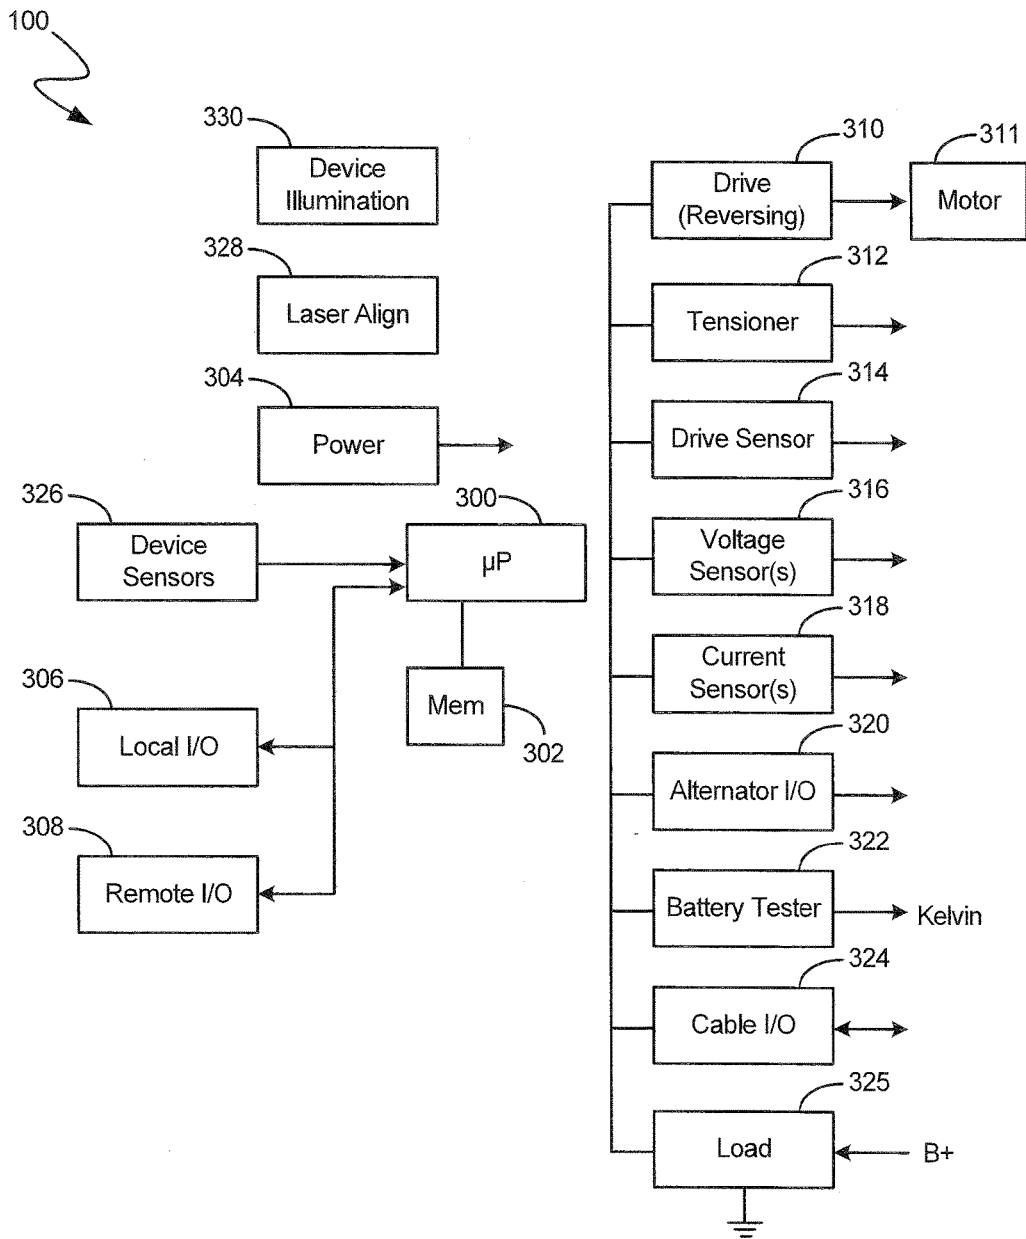 100
330
Device
Illumination
328
Laser Align
304
Power
326
Device
Sensors
300
µP
306
Local I/O
Mem
302
308
Remote I/O
310
Drive
(Reversing)
311
Motor
312
Tensioner
314
Drive Sensor
316
Voltage
Sensor(s)
318
Current
Sensor(s)
320
Alternator I/O
322
Battery Tester
Kelvin
324
Cable I/O
325
Load
B+